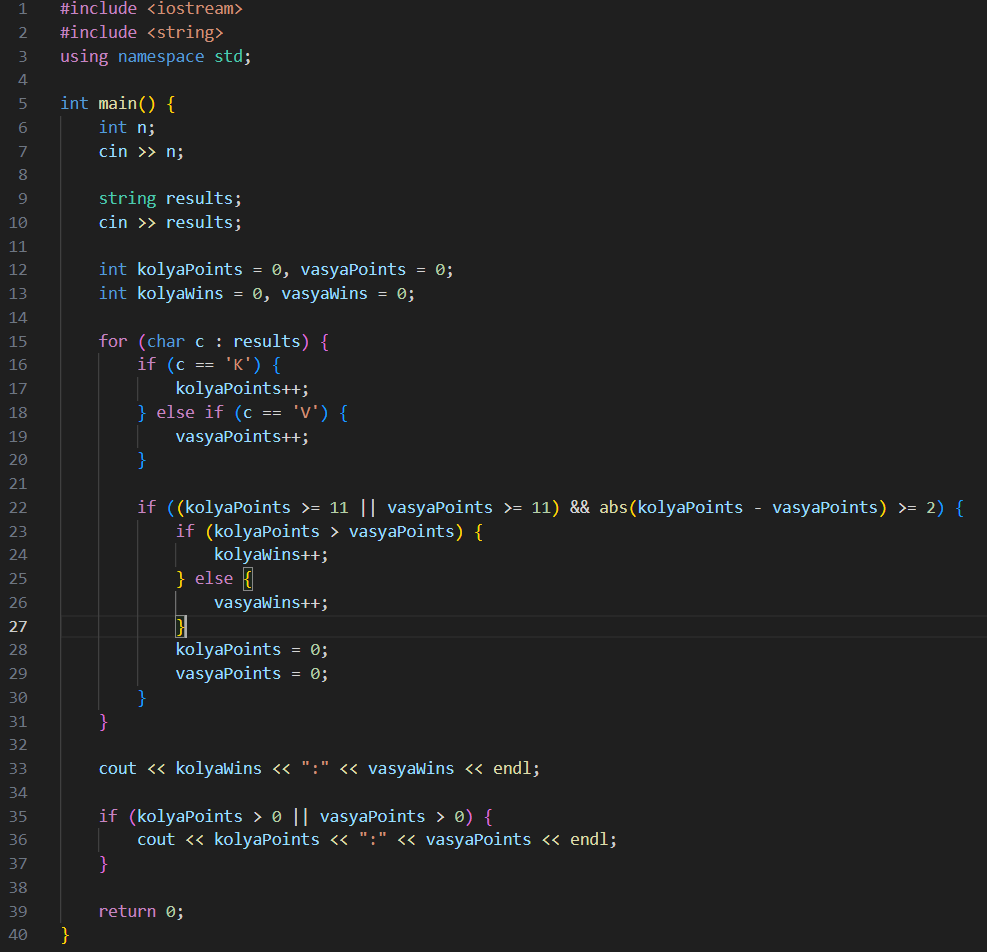 1 #include <iostream>
2 #include <string>
3 using namespace std;
4
5 int main() {
6     int n;
7     cin >> n;
8
9     string results;
10     cin >> results;
11
12     int kolyaPoints = 0, vasyaPoints = 0;
13     int kolyaWins = 0, vasyaWins = 0;
14
15     for (char c : results) {
16         if (c == 'K') {
17             kolyaPoints++;
18         } else if (c == 'V') {
19             vasyaPoints++;
20         }
21
22         if ((kolyaPoints >= 11 || vasyaPoints >= 11) && abs(kolyaPoints - vasyaPoints) >= 2) {
23             if (kolyaPoints > vasyaPoints) {
24                 kolyaWins++;
25             } else {
26                 vasyaWins++;
27             }
28             kolyaPoints = 0;
29             vasyaPoints = 0;
30         }
31     }
32
33     cout << kolyaWins << ":" << vasyaWins << endl;
34
35     if (kolyaPoints > 0 || vasyaPoints > 0) {
36         cout << kolyaPoints << ":" << vasyaPoints << endl;
37     }
38
39     return 0;
40 }